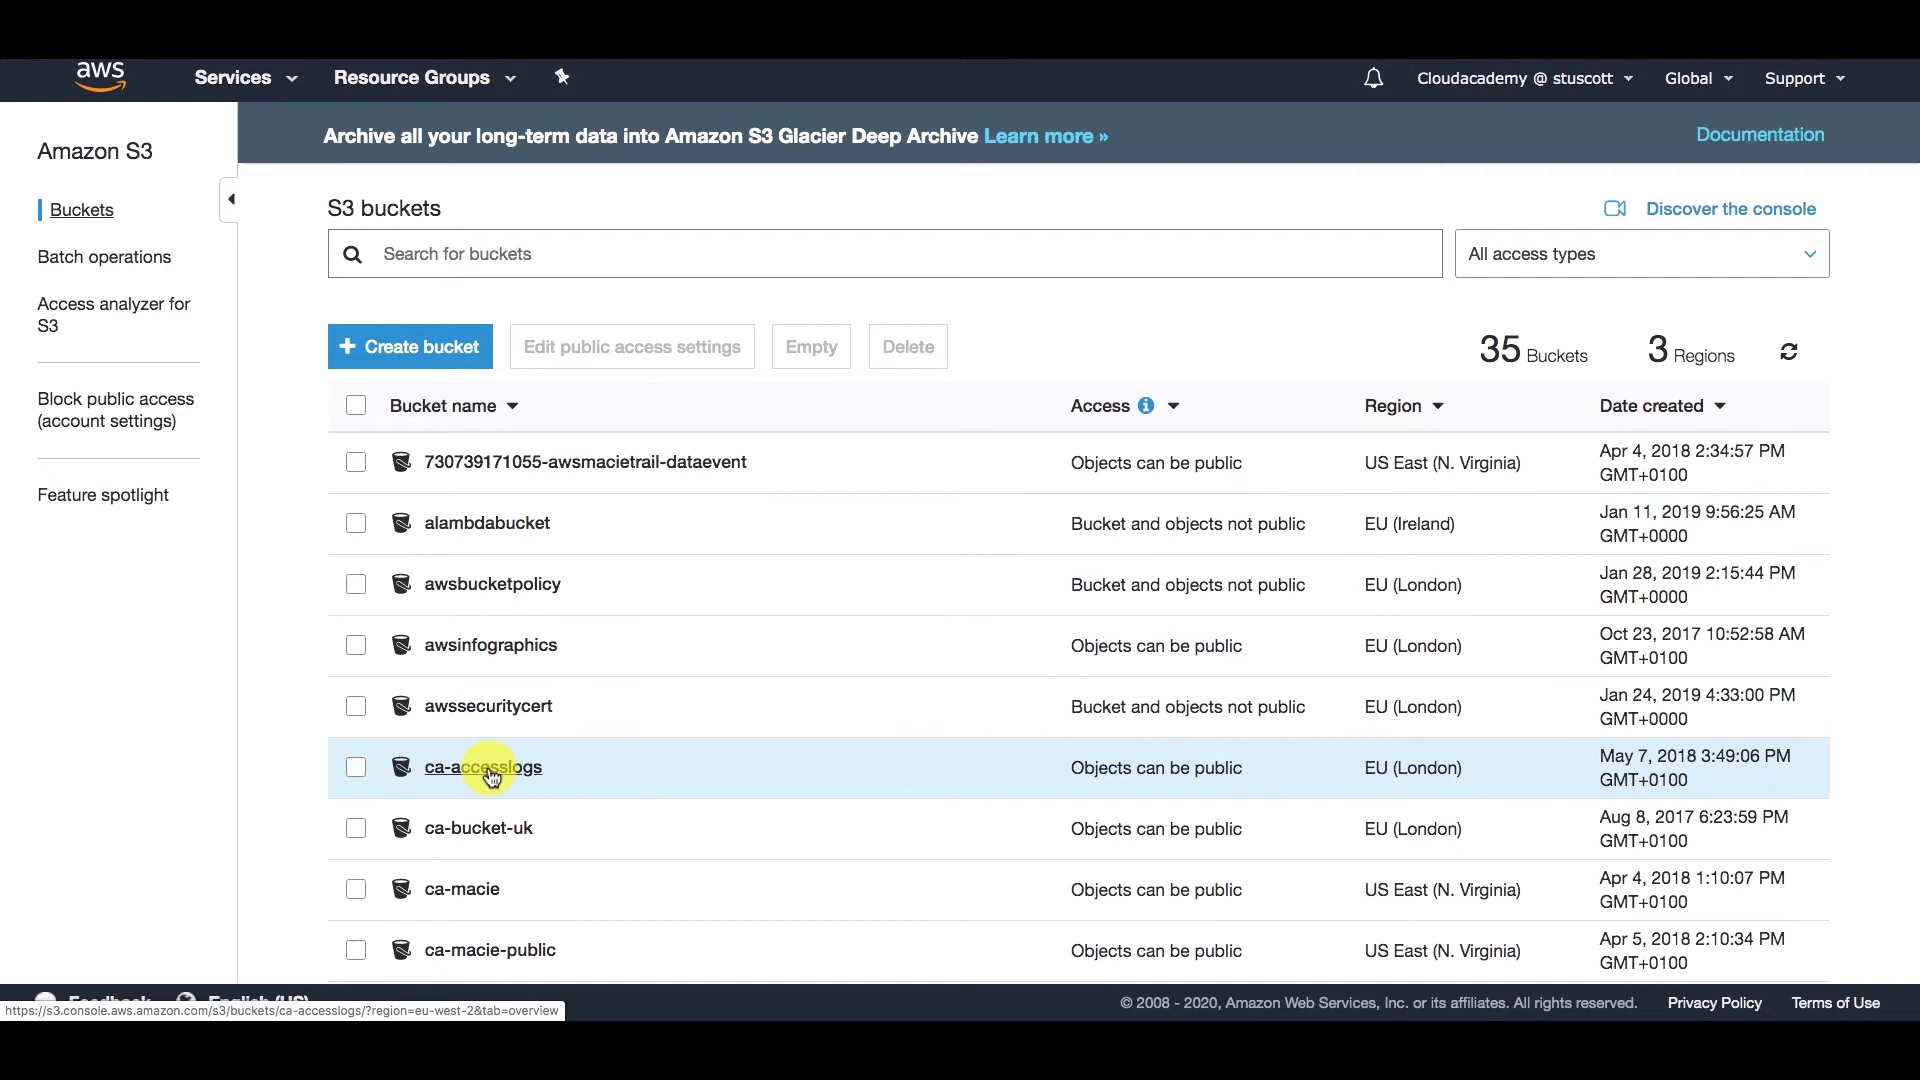 aws
Services
Resource Groups
Cloudacademy @ stuscott
Global
Support
Amazon S3
Archive all your long-term data into Amazon S3 Glacier Deep Archive Learn more »
Documentation
Buckets
Batch operations
Access analyzer for
S3
Block public access
(account settings)
Feature spotlight
S3 buckets
Discover the console
Search for buckets
All access types
+ Create bucket
Edit public access settings
Empty
Delete
35 Buckets
3 Regions
Bucket name
Access
Region
Date created
730739171055-awsmacietrail-dataevent
Objects can be public
US East (N. Virginia)
Apr 4, 2018 2:34:57 PM
GMT+0100
alambdabucket
Bucket and objects not public
EU (Ireland)
Jan 11, 2019 9:56:25 AM
GMT+0000
awsbucketpolicy
Bucket and objects not public
EU (London)
Jan 28, 2019 2:15:44 PM
GMT+0000
awsinfographics
Objects can be public
EU (London)
Oct 23, 2017 10:52:58 AM
GMT+0100
awssecuritycert
Bucket and objects not public
EU (London)
Jan 24, 2019 4:33:00 PM
GMT+0000
ca-accesslogs
Objects can be public
EU (London)
May 7, 2018 3:49:06 PM
GMT+0100
ca-bucket-uk
Objects can be public
EU (London)
Aug 8, 2017 6:23:59 PM
GMT+0100
ca-macie
Objects can be public
US East (N. Virginia)
Apr 4, 2018 1:10:07 PM
GMT+0100
ca-macie-public
Objects can be public
US East (N. Virginia)
Apr 5, 2018 2:10:34 PM
GMT+0100
Feedback
English (US)
© 2008 - 2020, Amazon Web Services, Inc. or its affiliates. All rights reserved.
Privacy Policy
Terms of Use
https://s3.console.aws.amazon.com/s3/buckets/ca-accesslogs/?region=eu-west-2&tab=overview